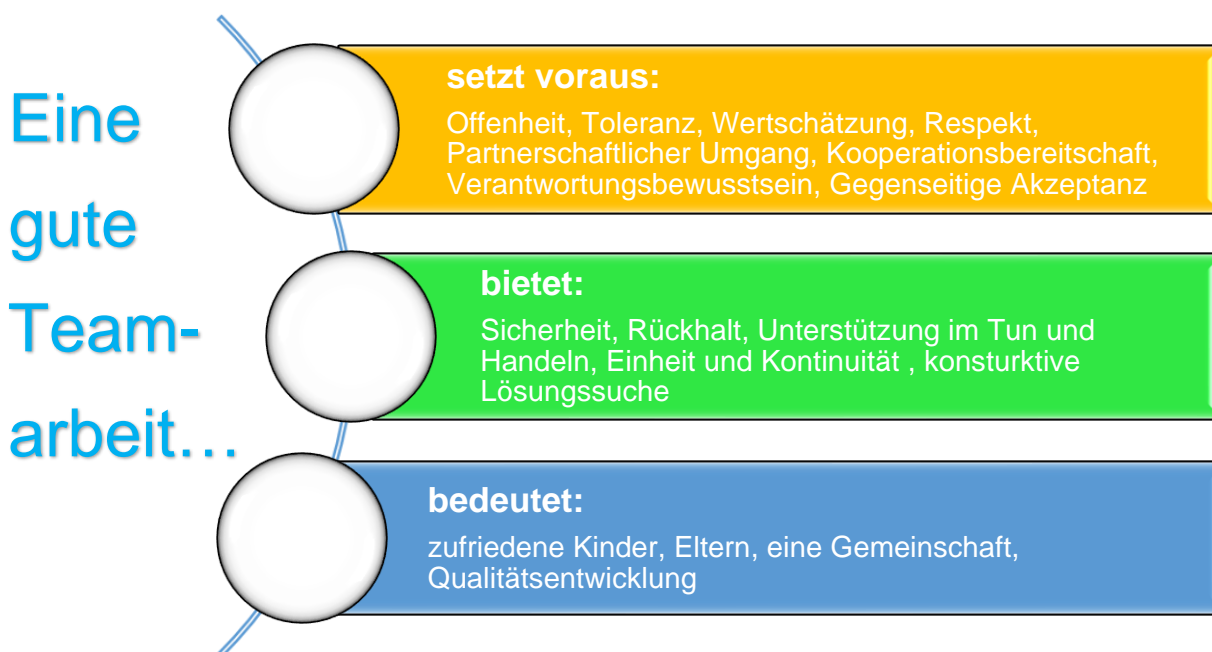 Eine
gute
Team-
arbeit…
setzt voraus:
Offenheit, Toleranz, Wertschätzung, Respekt,
Partnerschaftlicher Umgang, Kooperationsbereitschaft,
Verantwortungsbewusstsein, Gegenseitige Akzeptanz
bietet:
Sicherheit, Rückhalt, Unterstützung im Tun und
Handeln, Einheit und Kontinuität , konsturktive
Lösungssuche
bedeutet:
zufriedene Kinder, Eltern, eine Gemeinschaft,
Qualitätsentwicklung